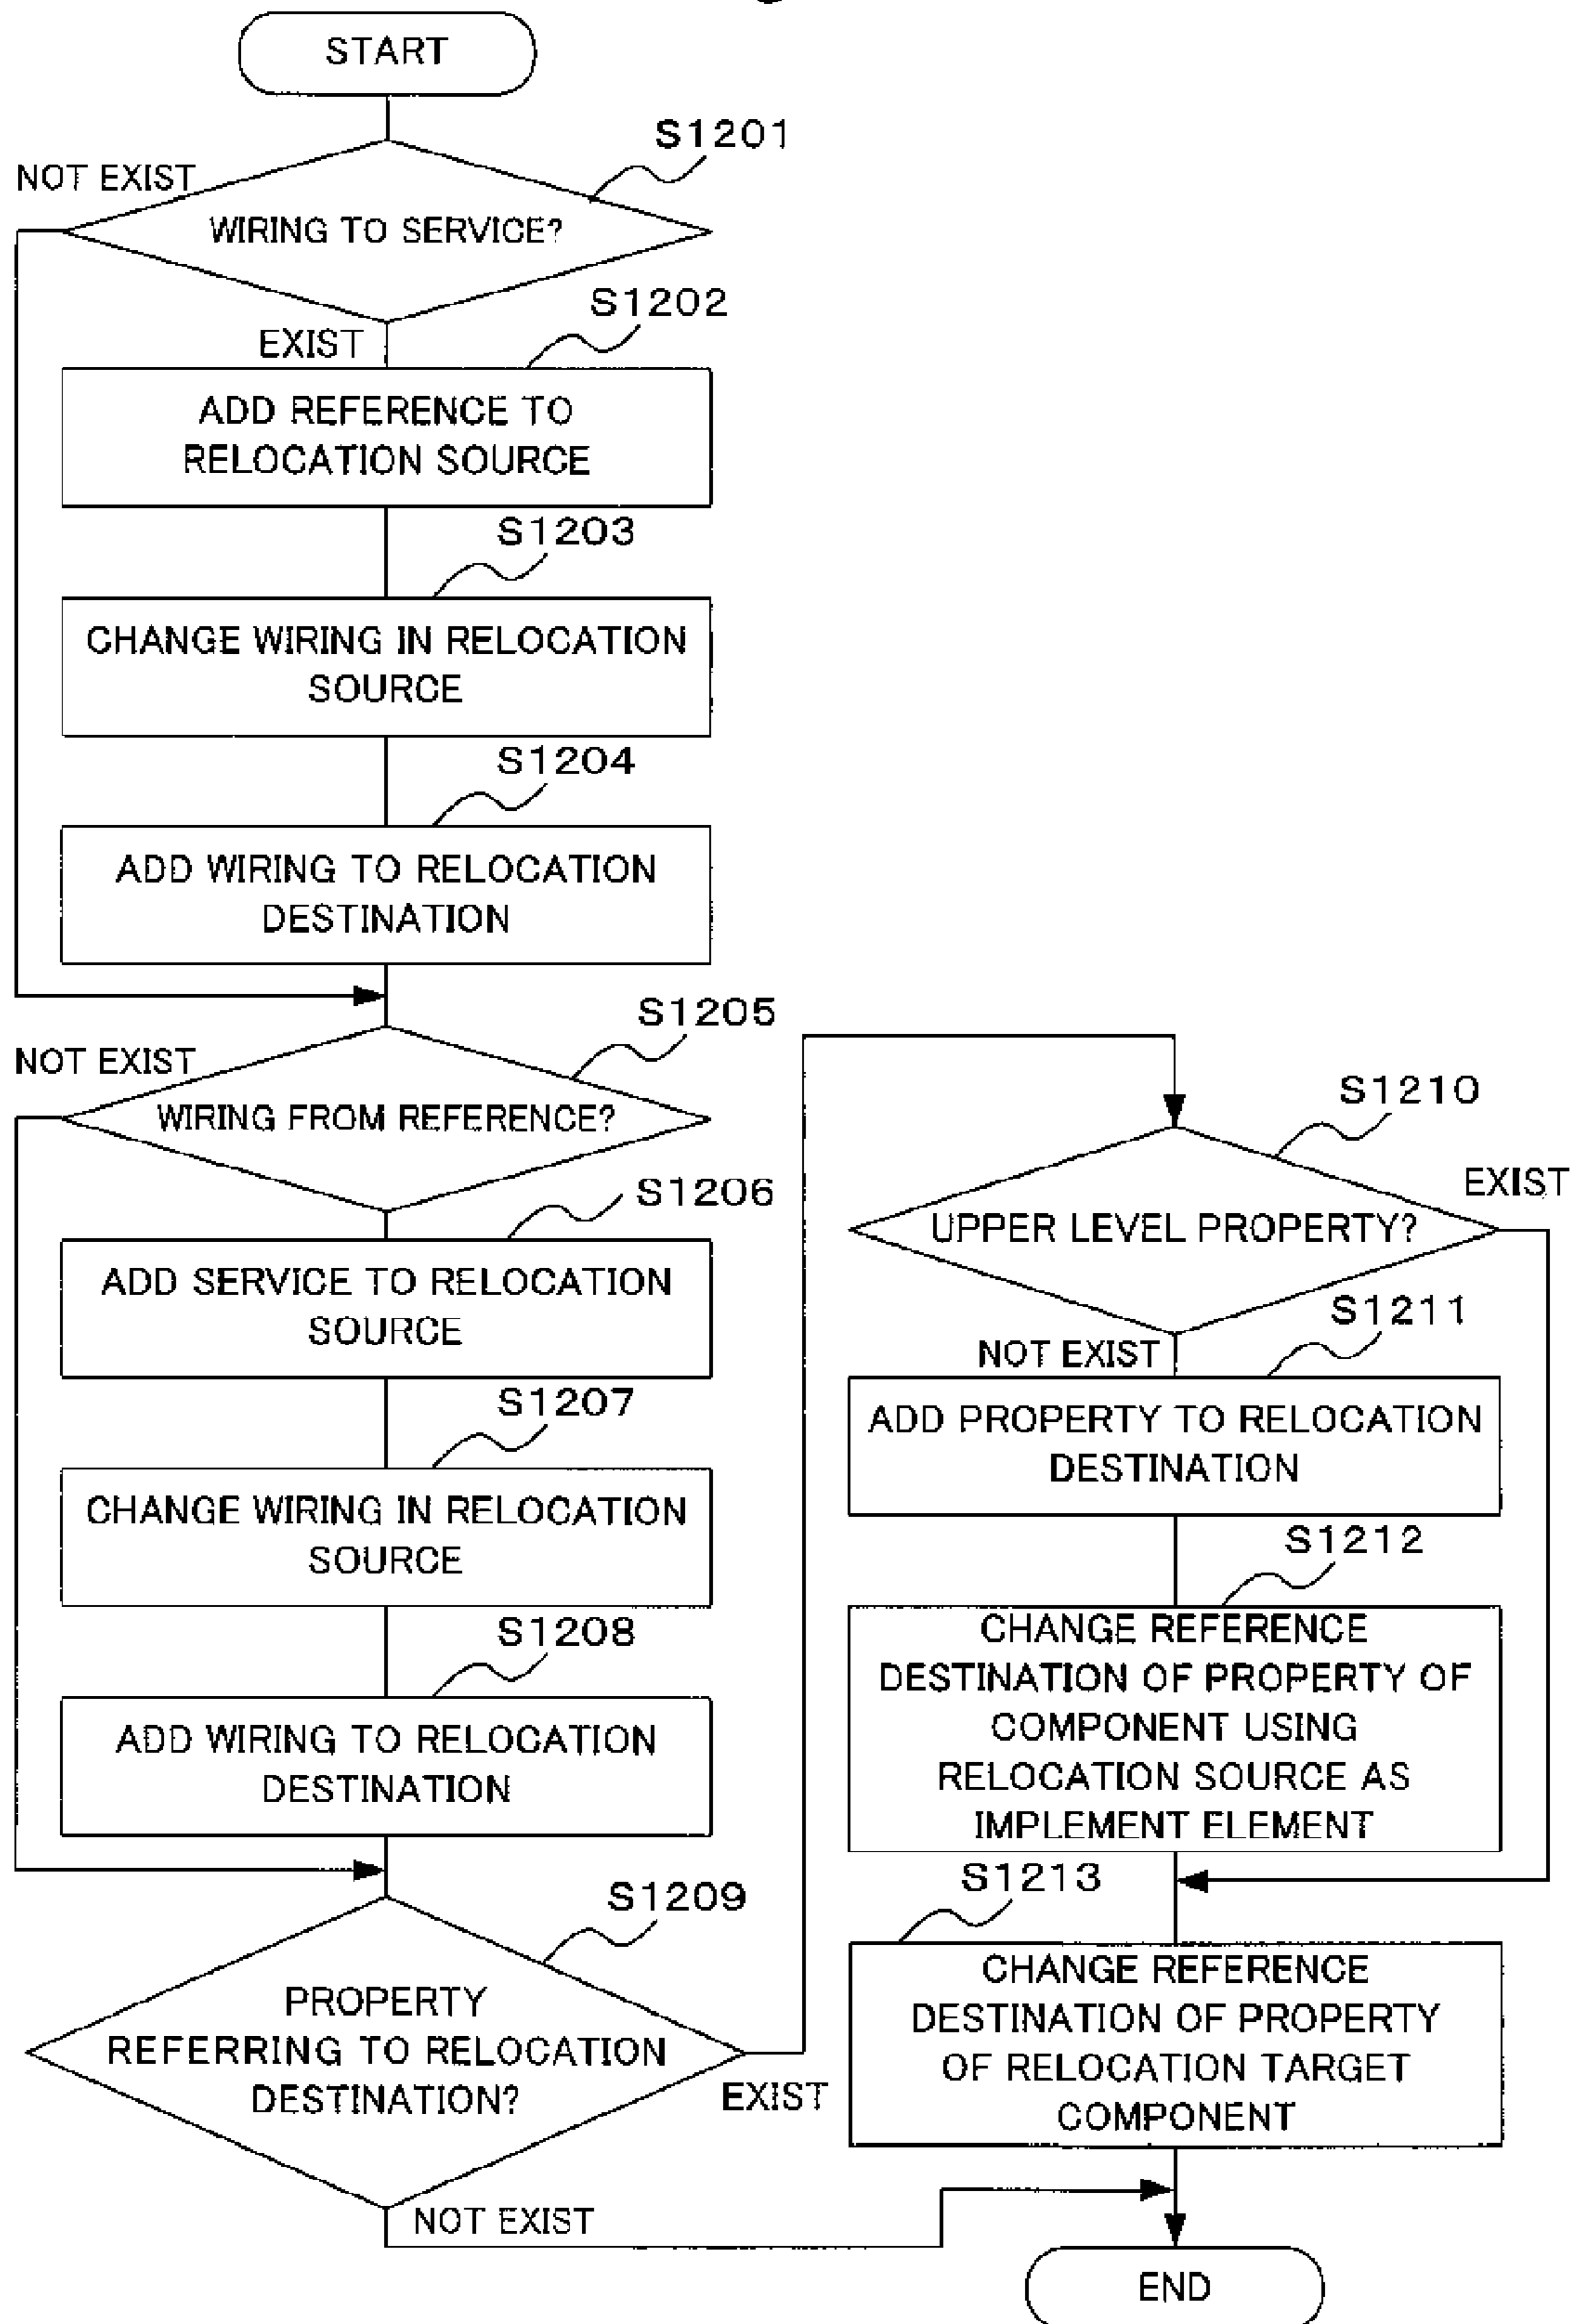 START
S1201
NOT EXIST
WIRING TO SERVICE?
S1202
EXIST
ADD REFERENCE TO
RELOCATION SOURCE
S1203
CHANGE WIRING IN RELOCATION
SOURCE
S1204
ADD WIRING TO RELOCATION
DESTINATION
S1205
NOT EXIST
WIRING FROM REFERENCE?
S1206
ADD SERVICE TO RELOCATION
SOURCE
S1207
CHANGE WIRING IN RELOCATION
SOURCE
S1208
ADD WIRING TO RELOCATION
DESTINATION
S1209
PROPERTY
REFERRING TO RELOCATION
DESTINATION?
EXIST
NOT EXIST
S1210
EXIST
UPPER LEVEL PROPERTY?
S1211
NOT EXIST
ADD PROPERTY TO RELOCATION
DESTINATION
S1212
CHANGE REFERENCE
DESTINATION OF PROPERTY OF
COMPONENT USING
RELOCATION SOURCE AS
IMPLEMENT ELEMENT
S1213
CHANGE REFERENCE
DESTINATION OF PROPERTY
OF RELOCATION TARGET
COMPONENT
END